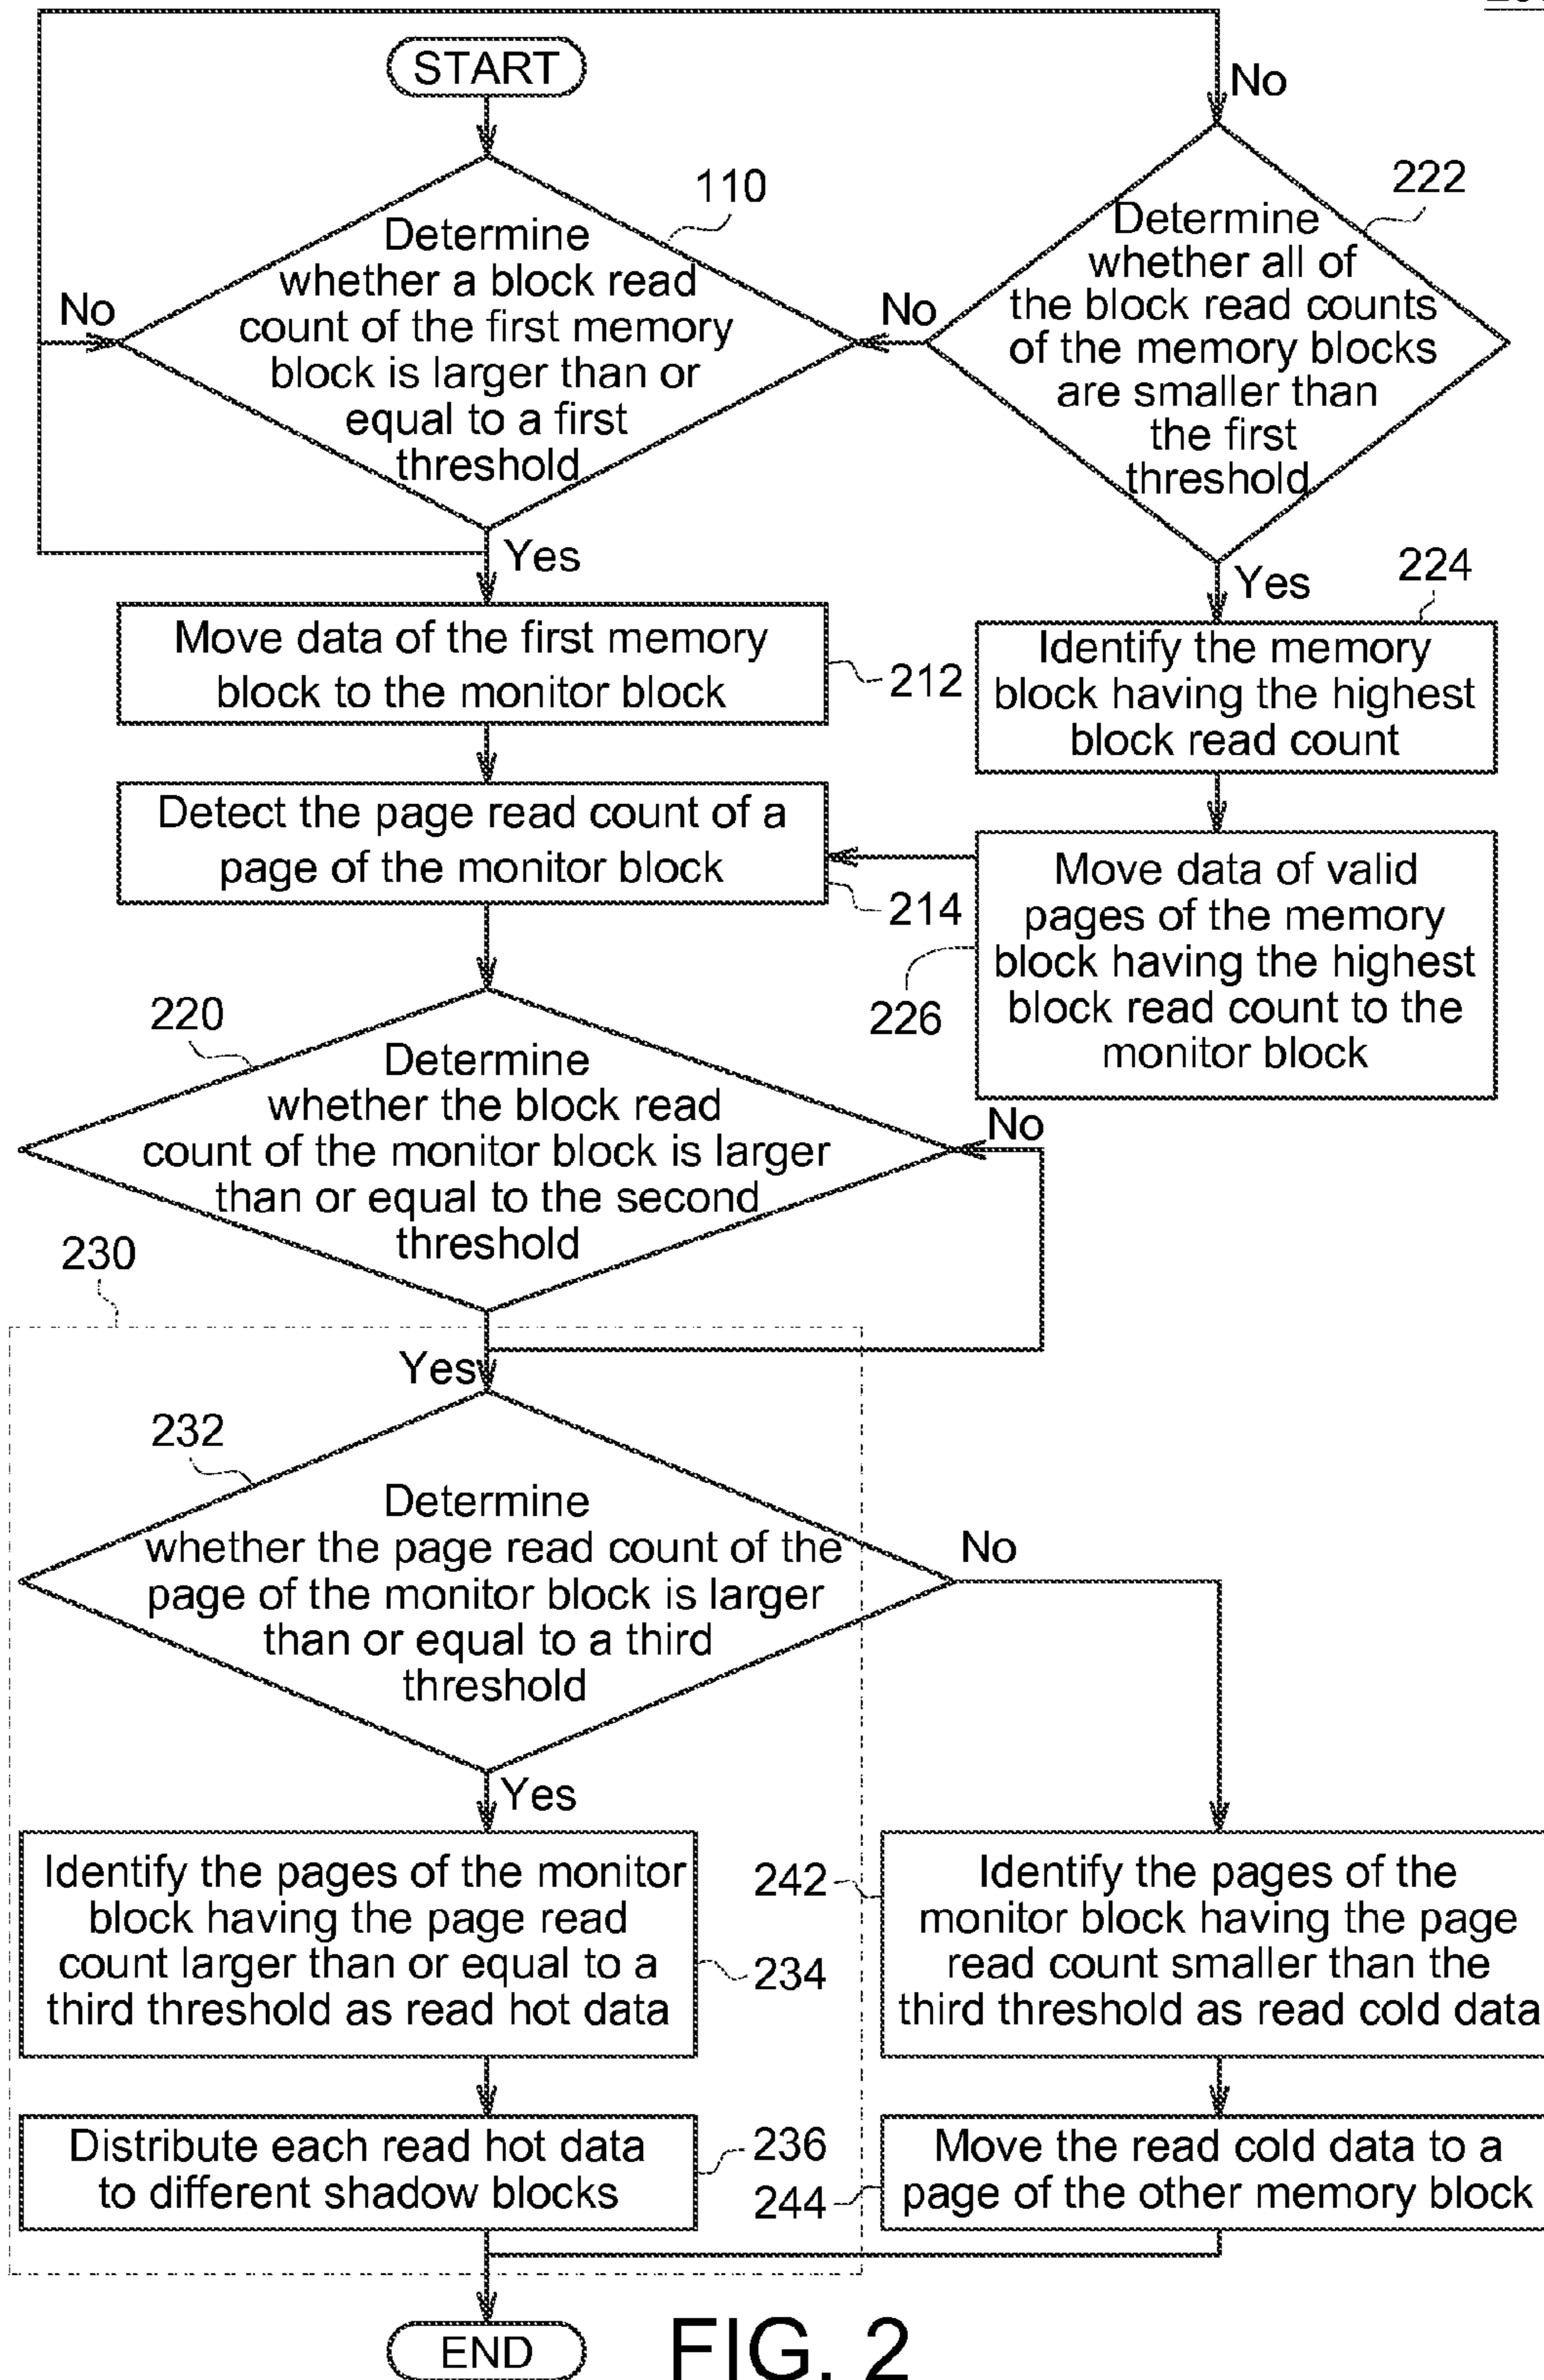 START
No
110
Determine
whether a block read
count of the first memory
block is larger than or
equal to a first
threshold
No
No
222
Determine
whether all of
the block read counts
of the memory blocks
are smaller than
the first
threshold
Yes
Yes
224
Move data of the first memory
block to the monitor block
212
Identify the memory
block having the highest
block read count
Detect the page read count of a
page of the monitor block
214
Move data of valid
pages of the memory
block having the highest
block read count to the
monitor block
226
220
Determine
whether the block read
count of the monitor block is larger
than or equal to the second
threshold
No
230
Yes
232
Determine
whether the page read count of the
page of the monitor block is larger
than or equal to a third
threshold
No
Yes
Identify the pages of the monitor
block having the page read
count larger than or equal to a
third threshold as read hot data
234
242
Identify the pages of the
monitor block having the page
read count smaller than the
third threshold as read cold data
Distribute each read hot data
to different shadow blocks
236
244
Move the read cold data to a
page of the other memory block
END
FIG. 2